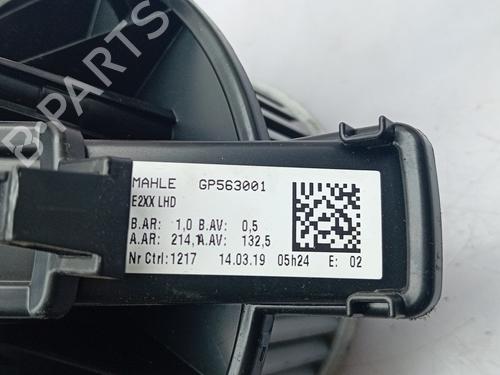 B-PARTS
MAHLE GP563001
E2XX LHD
B.AR: 1,0 B.AV: 0,5
A.AR: 214,1 A.AV: 132,5
Nr Ctrl:1217 14.03.19 05h24 E: 02